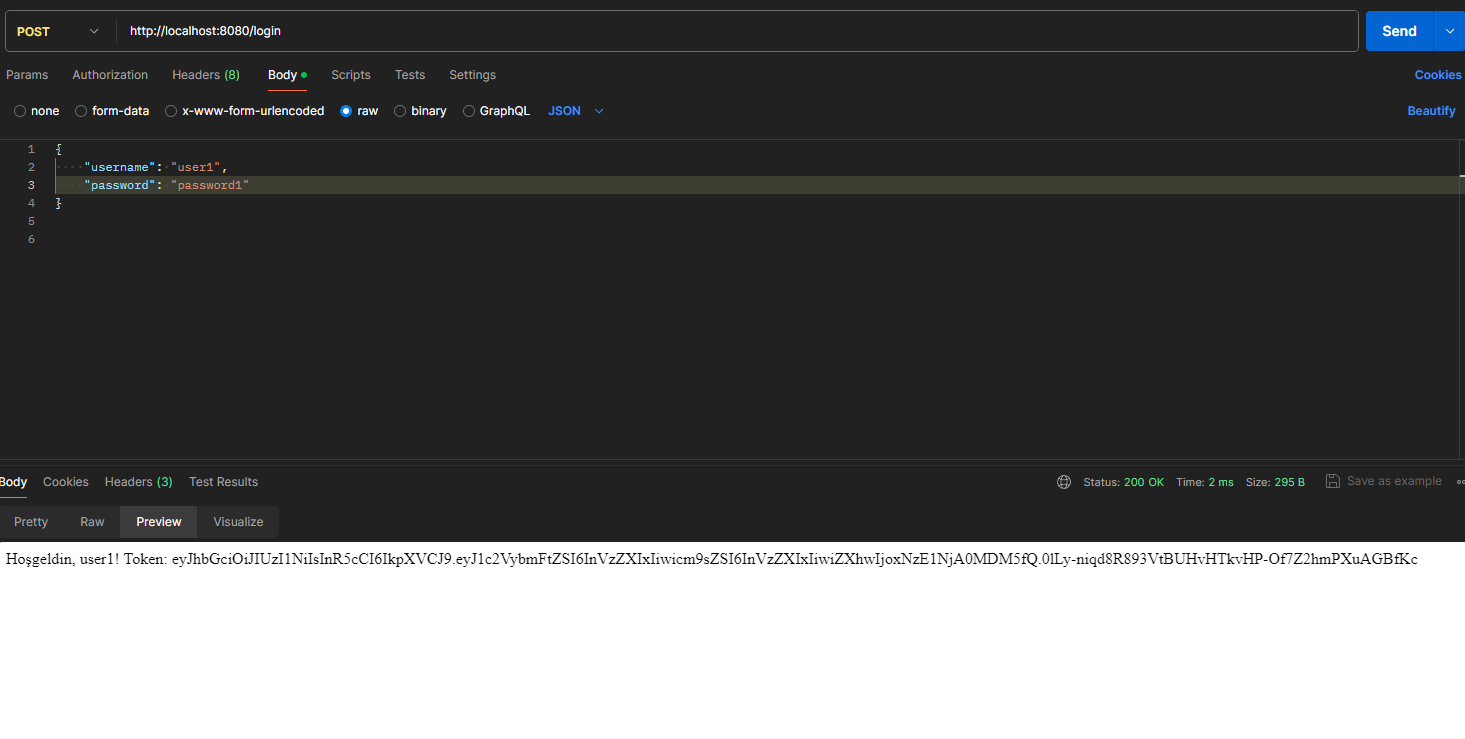 POST http://localhost:8080/login Send
Params Authorization Headers (8) Body Scripts Tests Settings Cookies
none form-data x-www-form-urlencoded raw binary GraphQL JSON Beautify
1 {
2 "username": "user1",
3 "password": "password1"
4 }
5
6
Body Cookies Headers (3) Test Results Status: 200 OK Time: 2 ms Size: 295 B Save as example
Pretty Raw Preview Visualize
Hoşgeldin, user1! Token: eyJhbGciOiJIUzI1NiIsInR5cCI6IkpXVCJ9.eyJ1c2VybmFtZSI6InVzZXIxIiwicm9sZSI6InVzZXIxIiwiZXhwIjoxNzE1NjA0MDM5fQ.0lLy-niqd8R893VtBUHvHTkvHP-Of7Z2hmPXuAGBfKc